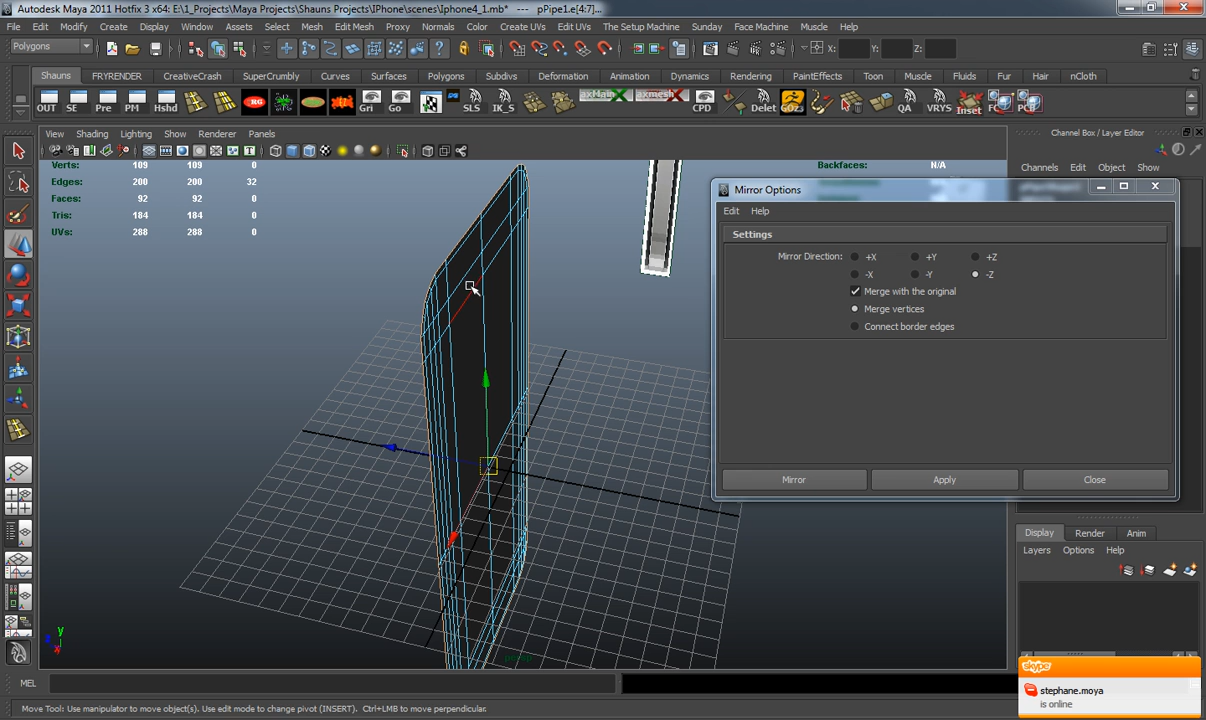 Autodesk Maya 2011 Hotfix 3 x64: E:\1_Projects\Maya Projects\Shauns Projects\IPhone\scenes\Iphone4_1.mb* --- pPipe1.e[4:7]...
File Edit Modify Create Display Window Assets Select Mesh Edit Mesh Proxy Normals Color Create UVs Edit UVs The Setup Machine Sunday Face Machine Muscle Help
Polygons X: Y: Z:
Shauns FRYRENDER CreativeCrash SuperCrumbly Curves Surfaces Polygons Subdivs Deformation Animation Dynamics Rendering PaintEffects Toon Muscle Fluids Fur Hair nCloth
OUT SE Pre PM Hshd Gri Go SLS IK_S CPD Delet GOz3 QA VRYS Inset FC PCB
View Shading Lighting Show Renderer Panels
Channel Box / Layer Editor
Channels Edit Object Show
Verts: 109 109 0 Backfaces: N/A
Edges: 200 200 32
Faces: 92 92 0
Tris: 184 184 0
UVs: 288 288 0
Mirror Options
Edit Help
Settings
Mirror Direction: +X +Y +Z
-X -Y -Z
Merge with the original
Merge vertices
Connect border edges
Mirror Apply Close
Display Render Anim
Layers Options Help
y
z
x
persp
skype
stephane.moya
is online
MEL
Move Tool: Use manipulator to move object(s). Use edit mode to change pivot (INSERT). Ctrl+LMB to move perpendicular.